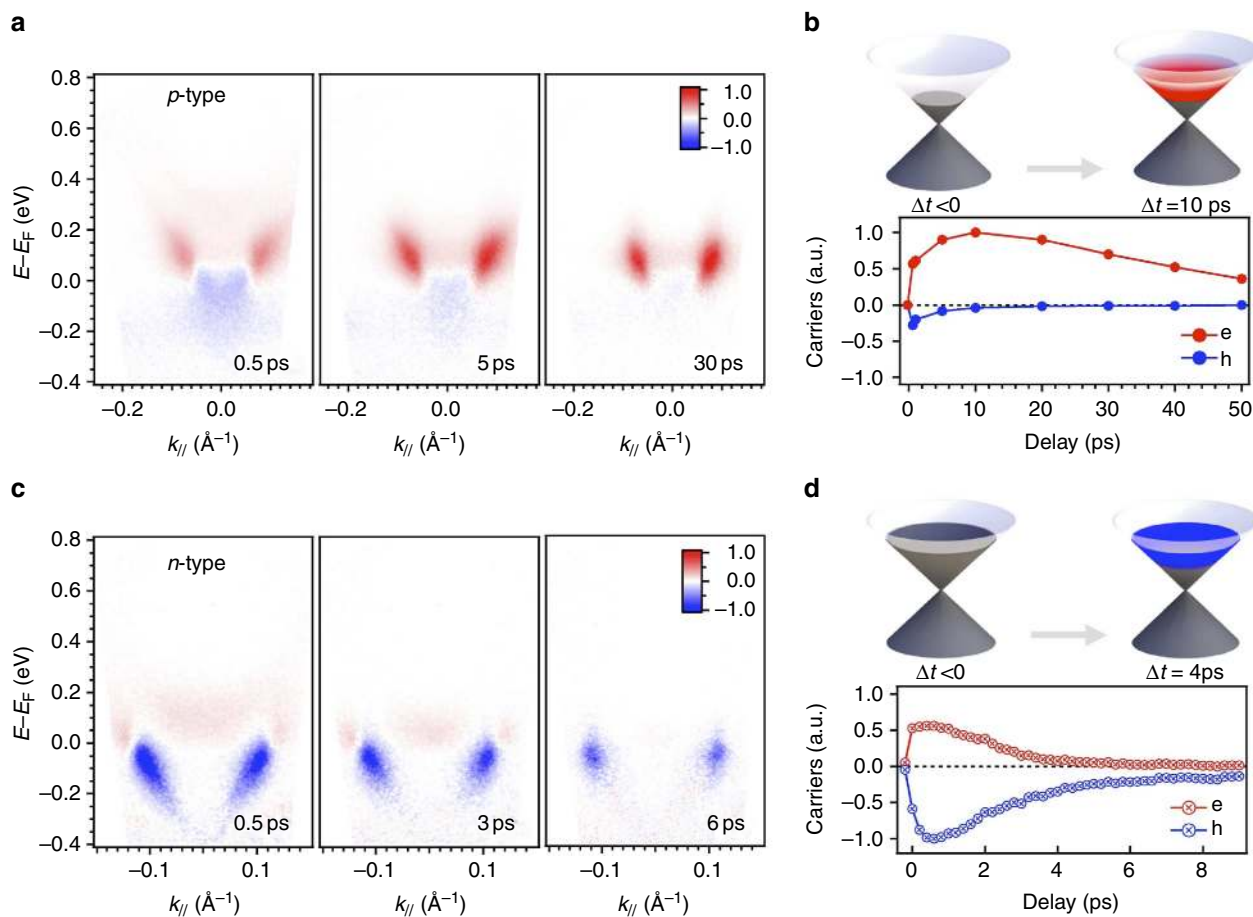 a
0.8
0.6
0.4
0.2
0.0
–0.2
–0.4
E–EF (eV)
p-type
0.5 ps
5 ps
30 ps
1.0
0.0
–1.0
–0.2
0.0
–0.2
0.0
–0.2
0.0
k// (Å–1)
k// (Å–1)
k// (Å–1)
b
Δt <0
Δt = 10 ps
1.0
0.5
0.0
–0.5
–1.0
Carriers (a.u.)
e
h
0
10
20
30
40
50
Delay (ps)
c
0.8
0.6
0.4
0.2
0.0
–0.2
–0.4
E–EF (eV)
n-type
0.5 ps
3 ps
6 ps
1.0
0.0
–1.0
–0.1
0.1
–0.1
0.1
–0.1
0.1
k// (Å–1)
k// (Å–1)
k// (Å–1)
d
Δt <0
Δt = 4ps
1.0
0.5
0.0
–0.5
–1.0
Carriers (a.u.)
e
h
0
2
4
6
8
Delay (ps)